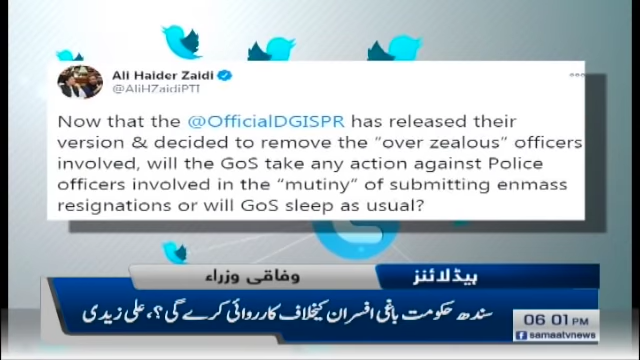 Ali Haider Zaidi
@AliHZaidiPTI
Now that the @OfficialDGISPR has released their
version & decided to remove the “over zealous” officers
involved, will the GoS take any action against Police
officers involved in the “mutiny” of submitting enmass
resignations or will GoS sleep as usual?
ہیڈلائنز
وفاقی وزراء
سندھ حکومت باغی افسران کیخلاف کارروائی کرے گی؟، علی زیدی
06 01 PM
samaatvnews